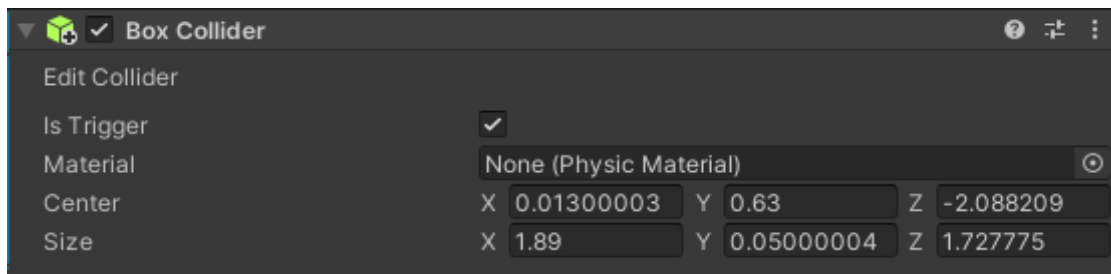 Box Collider
Edit Collider
Is Trigger
Material None (Physic Material)
Center X 0.01300003 Y 0.63 Z -2.088209
Size X 1.89 Y 0.05000004 Z 1.727775